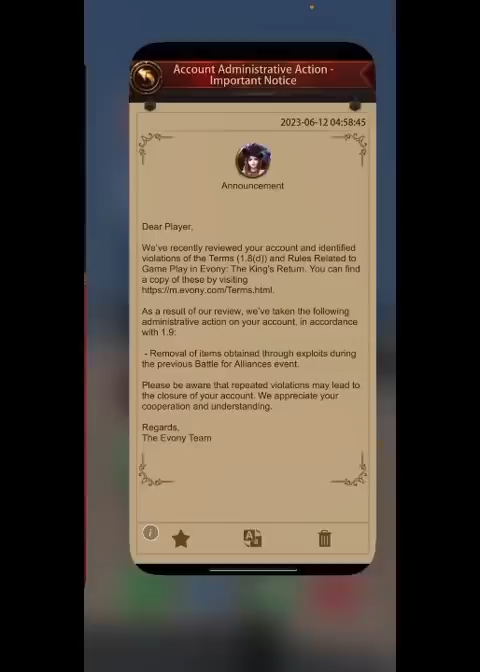 Account Administrative Action -
Important Notice
2023-06-12 04:58:45
Announcement
Dear Player,
We've recently reviewed your account and identified
violations of the Terms (1.8(d)) and Rules Related to
Game Play in Evony: The King's Return. You can find
a copy of these by visiting
https://m.evony.com/Terms.html.
As a result of our review, we've taken the following
administrative action on your account, in accordance
with 1.9:
- Removal of items obtained through exploits during
the previous Battle for Alliances event.
Please be aware that repeated violations may lead to
the closure of your account. We appreciate your
cooperation and understanding.
Regards,
The Evony Team